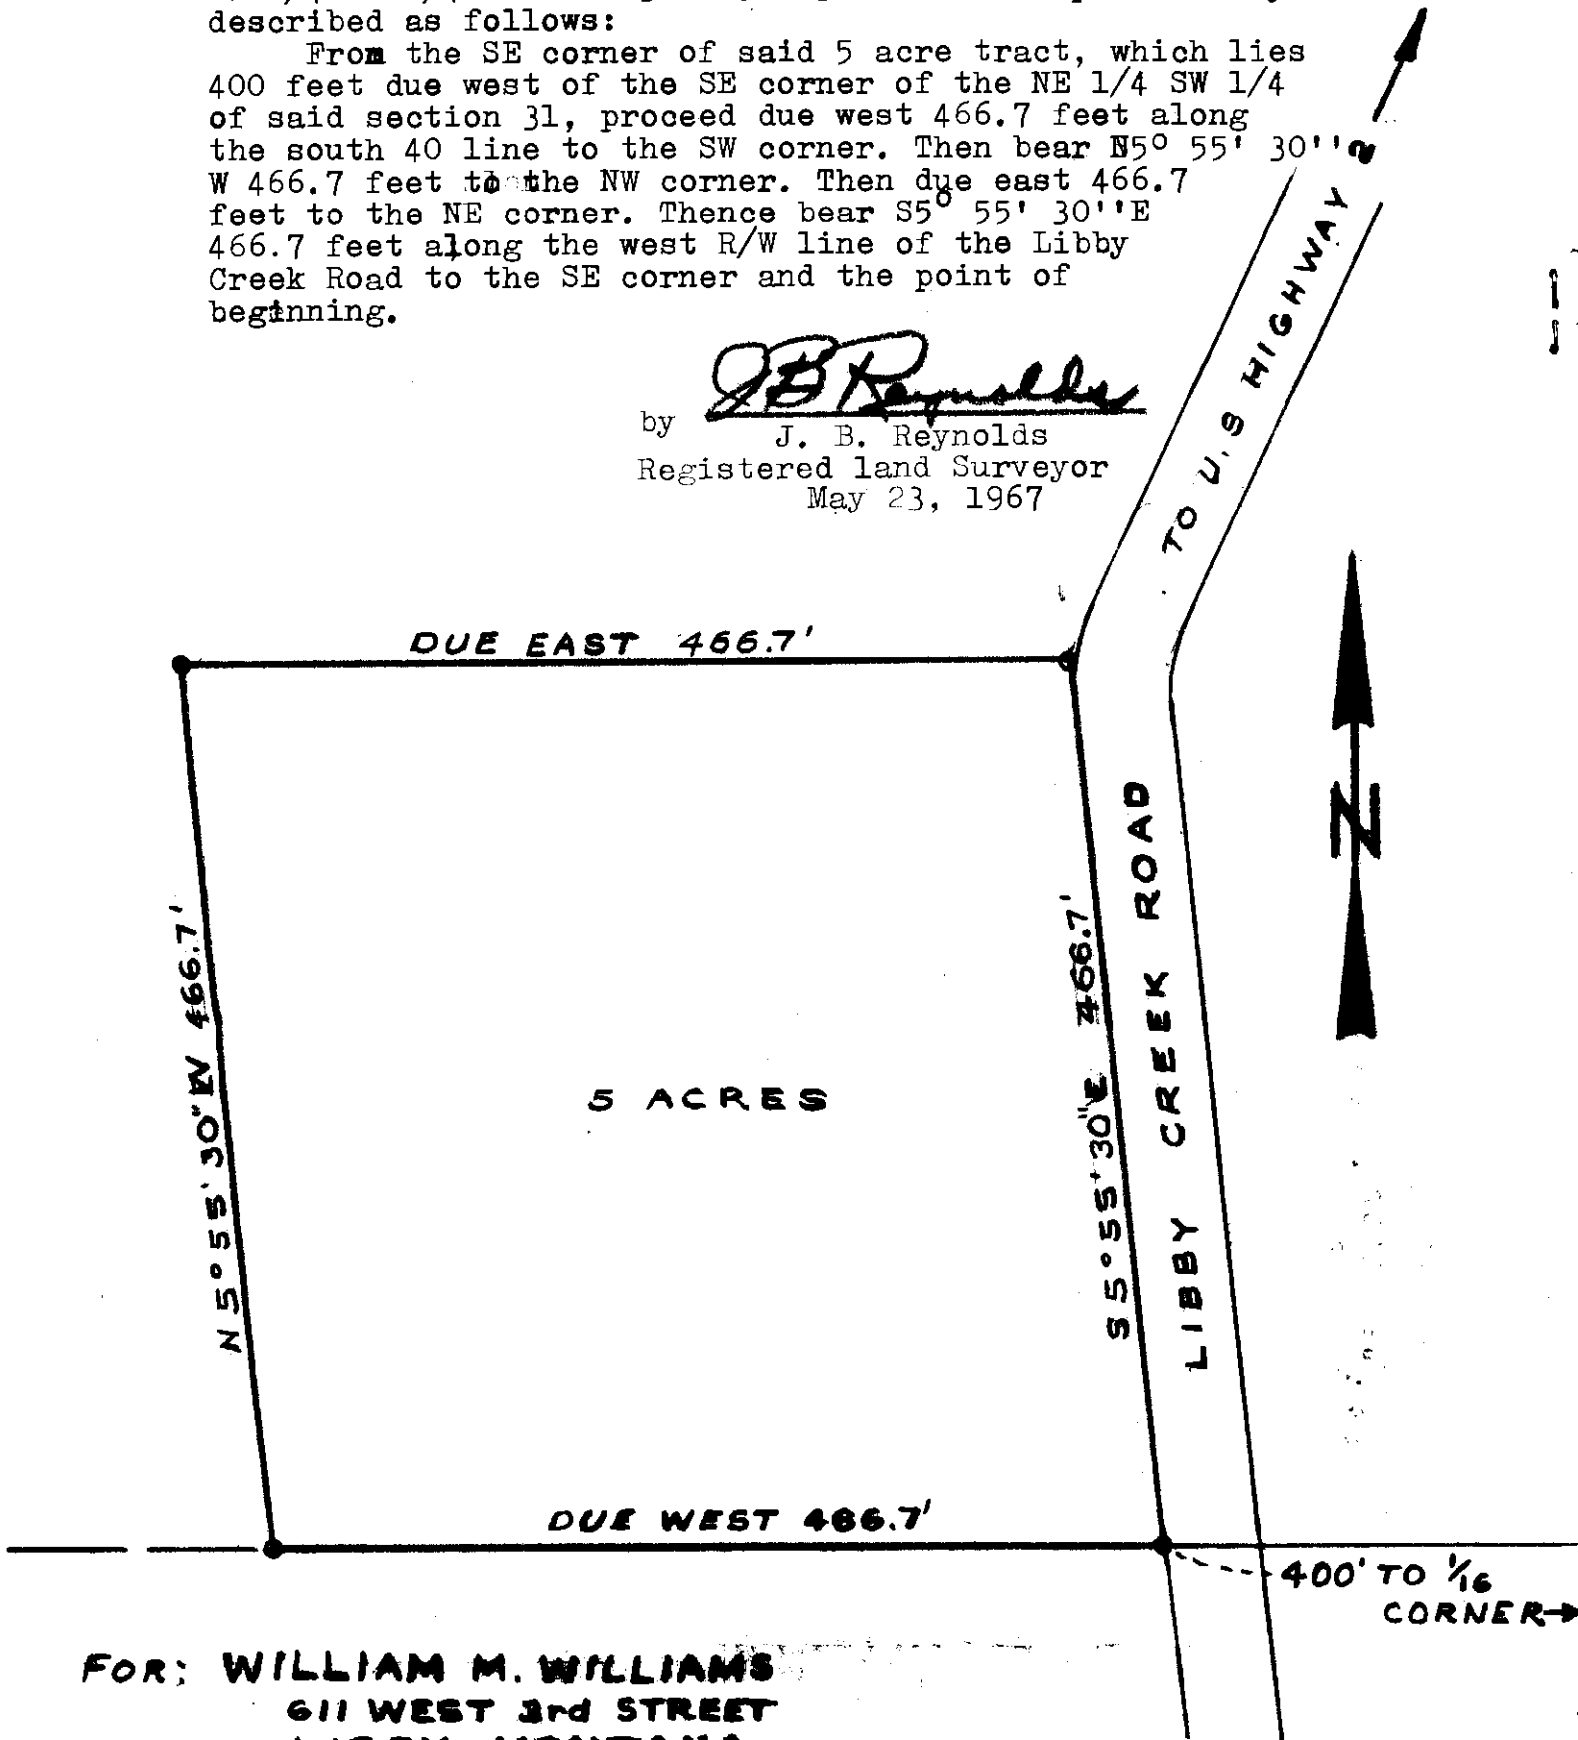 described as follows:
From the SE corner of said 5 acre tract, which lies
400 feet due west of the SE corner of the NE 1/4 SW 1/4
of said section 31, proceed due west 466.7 feet along
the south 40 line to the SW corner. Then bear N5° 55' 30''
W 466.7 feet to the NW corner. Then due east 466.7
feet to the NE corner. Thence bear S5° 55' 30''E
466.7 feet along the west R/W line of the Libby
Creek Road to the SE corner and the point of
beginning.
JB Reynolds
by
J. B. Reynolds
Registered land Surveyor
May 23, 1967
TO U.S HIGHWAY 2
DUE EAST 466.7'
N
N 5° 55' 30" W 466.7'
5 ACRES
S 5° 55' 30" E 466.7'
LIBBY CREEK ROAD
DUE WEST 466.7'
400' TO 1/16
CORNER→
FOR: WILLIAM M. WILLIAMS
611 WEST 3rd STREET
LIBBY MONTANA